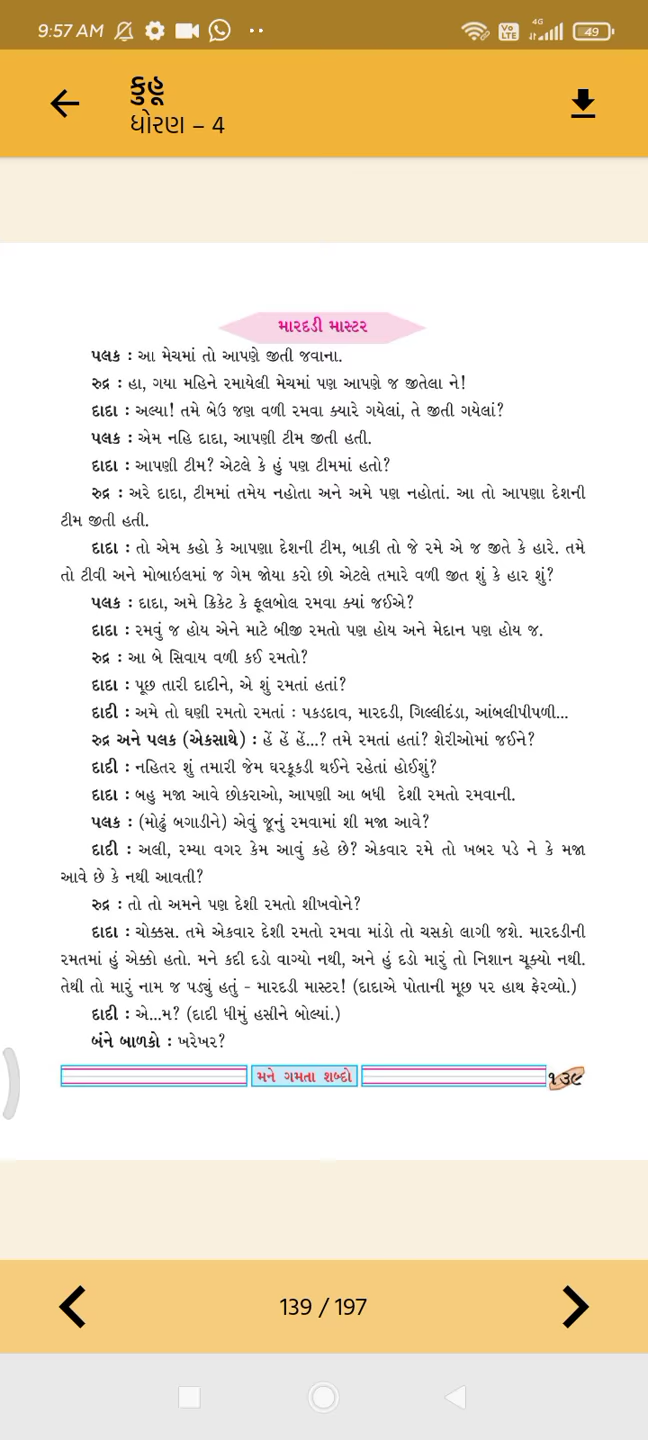 9:57 AM
4G
Vo LTE
49
કુહૂ
ધોરણ – 4
મારદડી માસ્ટર
પલક : આ મેચમાં તો આપણે જીતી જવાના.
રુદ્ર : હા, ગયા મહિને રમાયેલી મેચમાં પણ આપણે જ જીતેલા ને!
દાદા : અલ્યા! તમે બેઉ જણ વળી રમવા ક્યારે ગયેલાં, તે જીતી ગયેલાં?
પલક : એમ નહિ દાદા, આપણી ટીમ જીતી હતી.
દાદા : આપણી ટીમ? એટલે કે હું પણ ટીમમાં હતો?
રુદ્ર : અરે દાદા, ટીમમાં તમેય નહોતા અને અમે પણ નહોતાં. આ તો આપણા દેશની
ટીમ જીતી હતી.
દાદા : તો એમ કહો કે આપણા દેશની ટીમ, બાકી તો જે રમે એ જ જીતે કે હારે. તમે
તો ટીવી અને મોબાઇલમાં જ ગેમ જોયા કરો છો એટલે તમારે વળી જીત શું કે હાર શું?
પલક : દાદા, અમે ક્રિકેટ કે ફૂલબોલ રમવા ક્યાં જઈએ?
દાદા : રમવું જ હોય એને માટે બીજી રમતો પણ હોય અને મેદાન પણ હોય જ.
રુદ્ર : આ બે સિવાય વળી કઈ રમતો?
દાદા : પૂછ તારી દાદીને, એ શું રમતાં હતાં?
દાદી : અમે તો ઘણી રમતો રમતાં : પકડદાવ, મારદડી, ગિલ્લીદંડા, આંબલીપીપળી...
રુદ્ર અને પલક (એકસાથે) : હેં હેં હેં...? તમે રમતાં હતાં? શેરીઓમાં જઈને?
દાદી : નહિતર શું તમારી જેમ ઘરકૂકડી થઈને રહેતાં હોઈશું?
દાદા : બહુ મજા આવે છોકરાઓ, આપણી આ બધી દેશી રમતો રમવાની.
પલક : (મોઢું બગાડીને) એવું જૂનું રમવામાં શી મજા આવે?
દાદી : અલી, રમ્યા વગર કેમ આવું કહે છે? એકવાર રમે તો ખબર પડે ને કે મજા
આવે છે કે નથી આવતી?
રુદ્ર : તો તો અમને પણ દેશી રમતો શીખવોને?
દાદા : ચોક્કસ. તમે એકવાર દેશી રમતો રમવા માંડો તો ચસકો લાગી જશે. મારદડીની
રમતમાં હું એક્કો હતો. મને કદી દડો વાગ્યો નથી, અને હું દડો મારું તો નિશાન ચૂક્યો નથી.
તેથી તો મારું નામ જ પડ્યું હતું - મારદડી માસ્ટર! (દાદાએ પોતાની મૂછ પર હાથ ફેરવ્યો.)
દાદી : એ...મ? (દાદી ધીમું હસીને બોલ્યાં.)
બંને બાળકો : ખરેખર?
મને ગમતા શબ્દો
૧૩૯
139 / 197